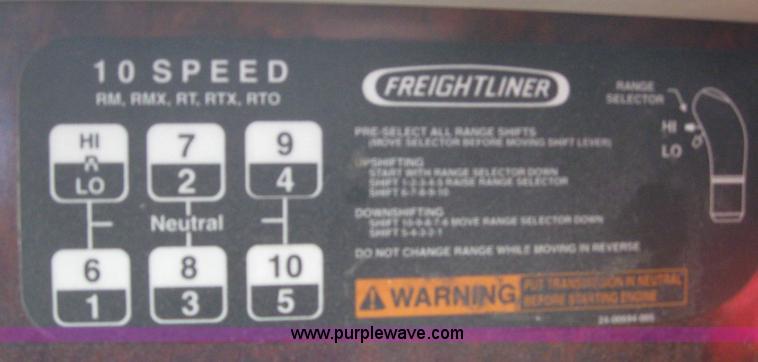 10 SPEED
RM, RMX, RT, RTX, RTO
HI
R
LO
7
2
9
4
Neutral
6
1
8
3
10
5
FREIGHTLINER
RANGE
SELECTOR
HI
LO
PRE-SELECT ALL RANGE SHIFTS
(MOVE SELECTOR BEFORE MOVING SHIFT LEVER)
UPSHIFTING
START WITH RANGE SELECTOR DOWN
SHIFT 1-2-3-4-5 RAISE RANGE SELECTOR
SHIFT 6-7-8-9-10
DOWNSHIFTING
SHIFT 10-9-8-7-6 MOVE RANGE SELECTOR DOWN
SHIFT 5-4-3-2-1
DO NOT CHANGE RANGE WHILE MOVING IN REVERSE
WARNING
PUT TRANSMISSION IN NEUTRAL
BEFORE STARTING ENGINE
www.purplewave.com